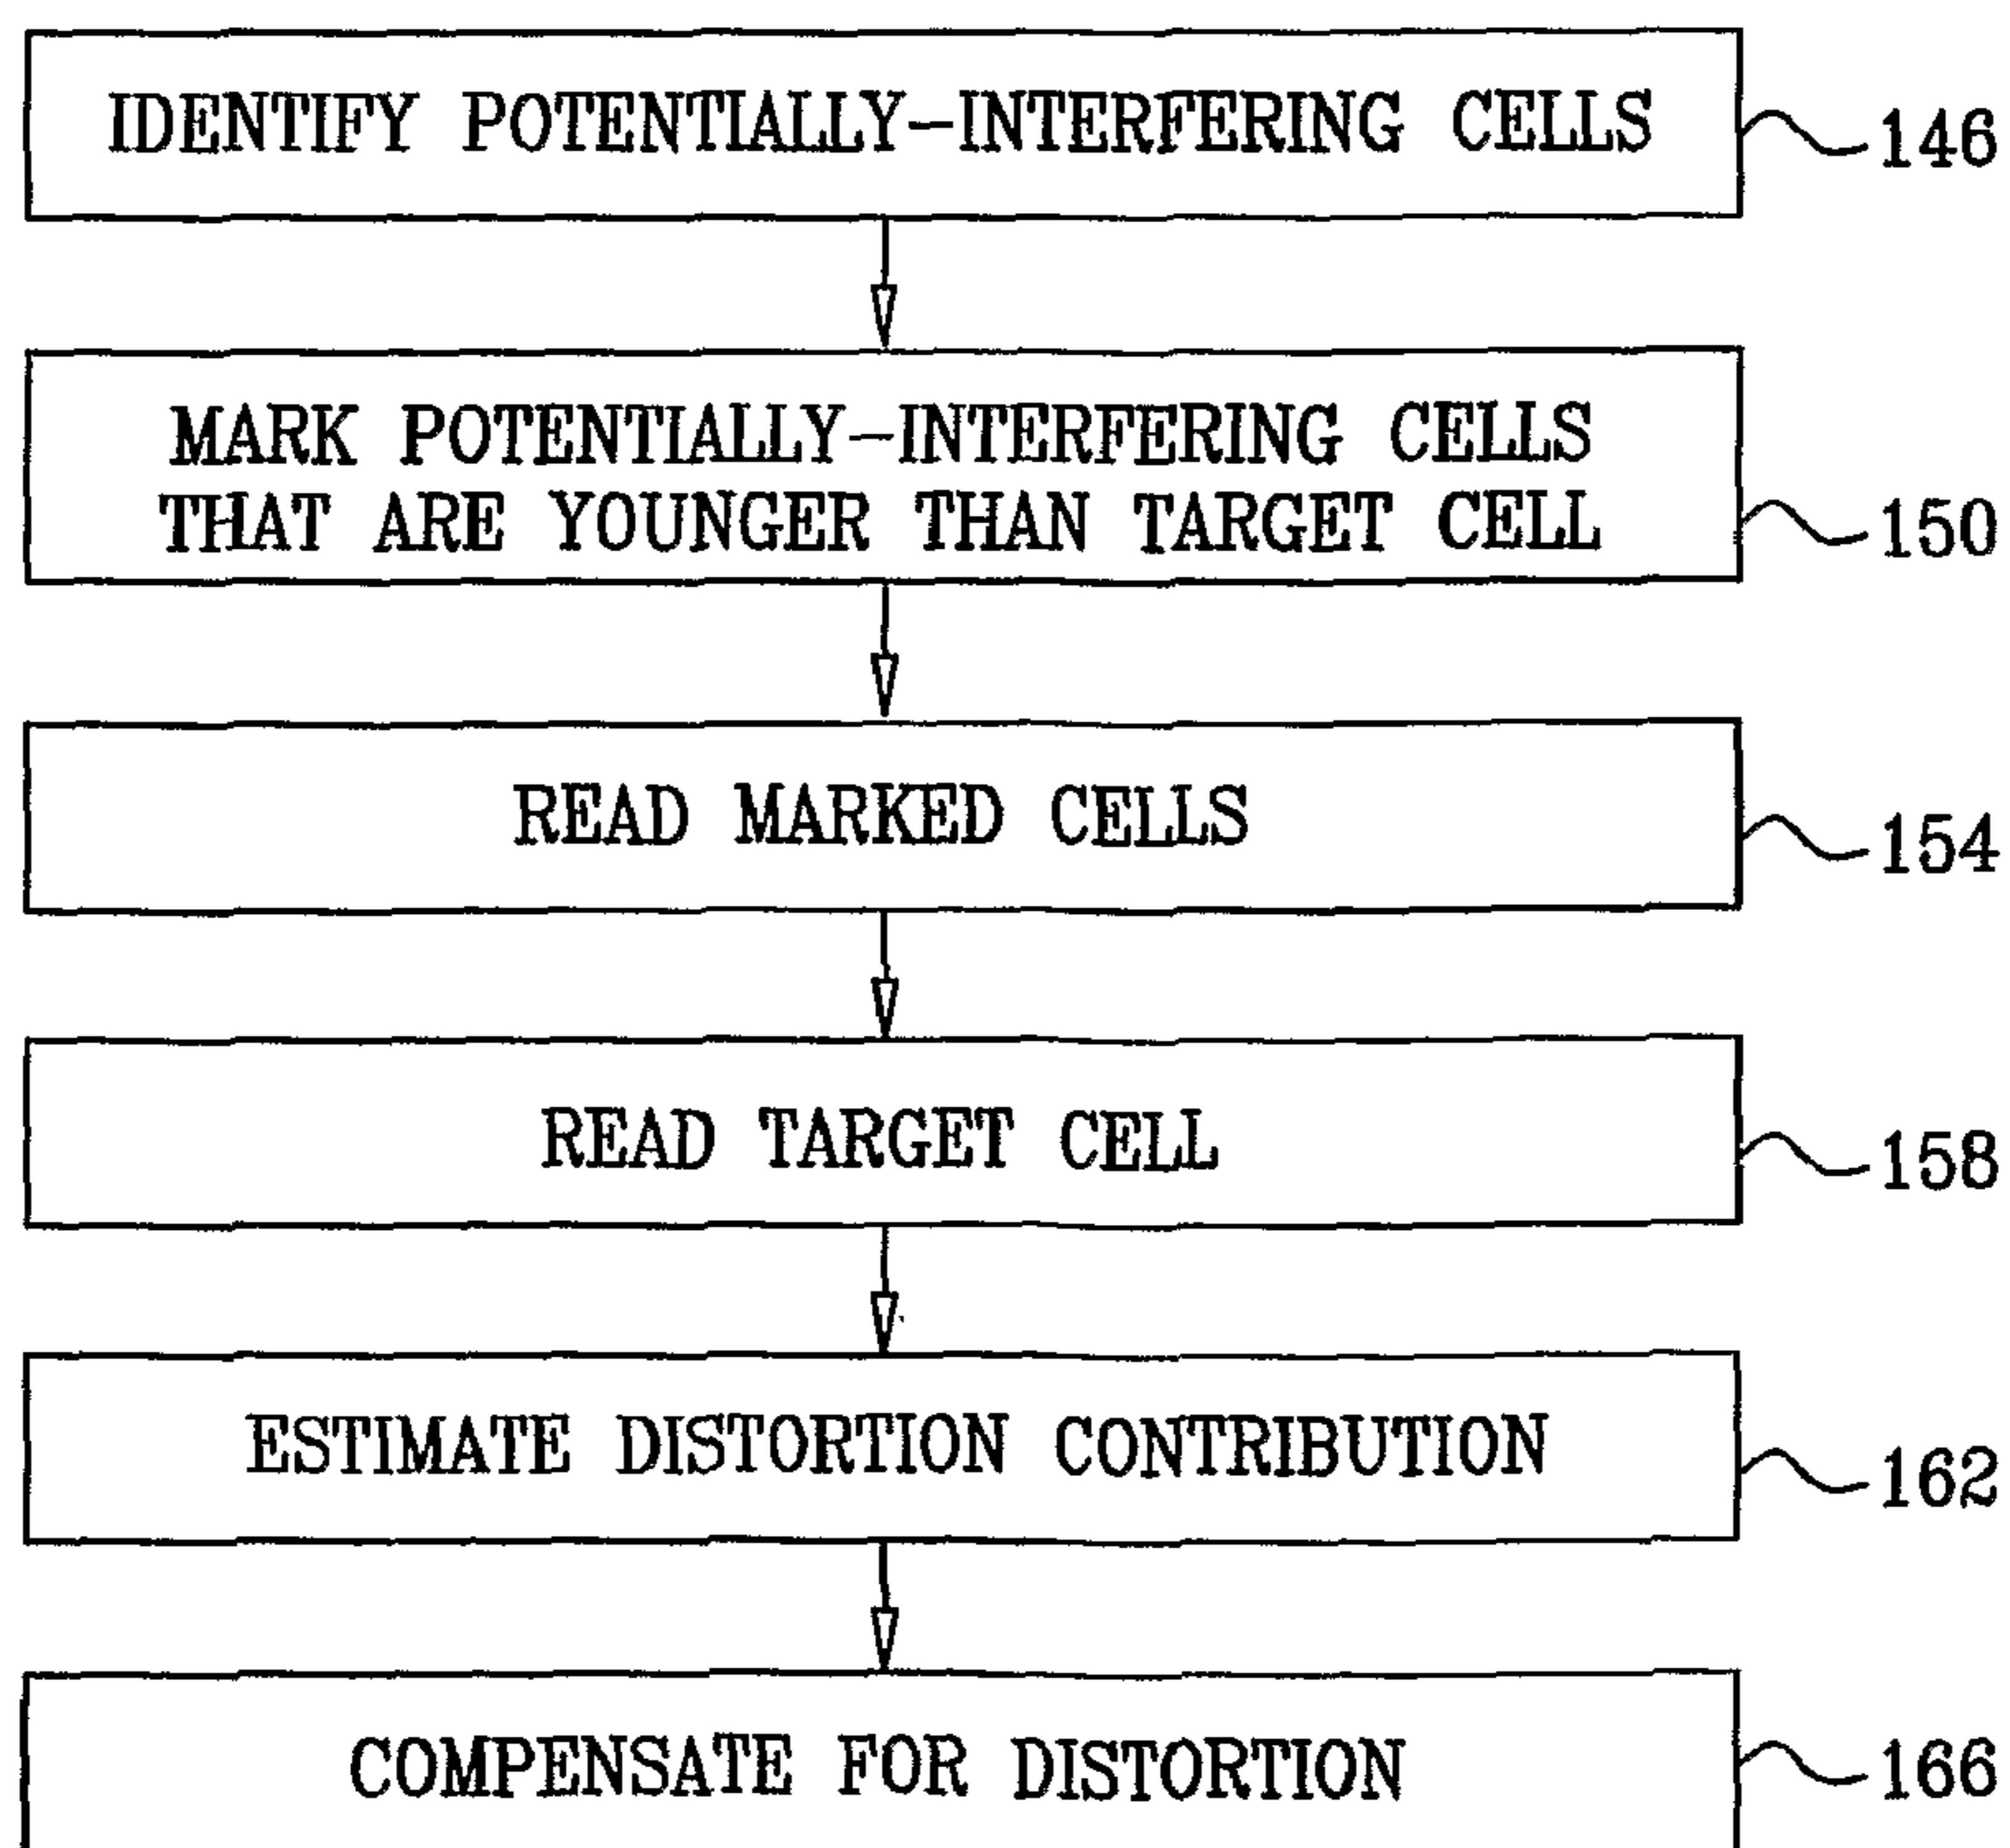 IDENTIFY POTENTIALLY-INTERFERING CELLS
146
MARK POTENTIALLY-INTERFERING CELLS
THAT ARE YOUNGER THAN TARGET CELL
150
READ MARKED CELLS
154
READ TARGET CELL
158
ESTIMATE DISTORTION CONTRIBUTION
162
COMPENSATE FOR DISTORTION
166